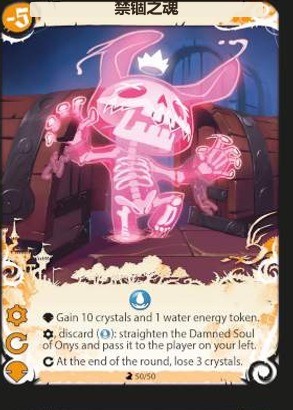 -5
禁锢之魂
Gain 10 crystals and 1 water energy token.
, discard (): straighten the Damned Soul
of Onys and pass it to the player on your left.
At the end of the round, lose 3 crystals.
50/50